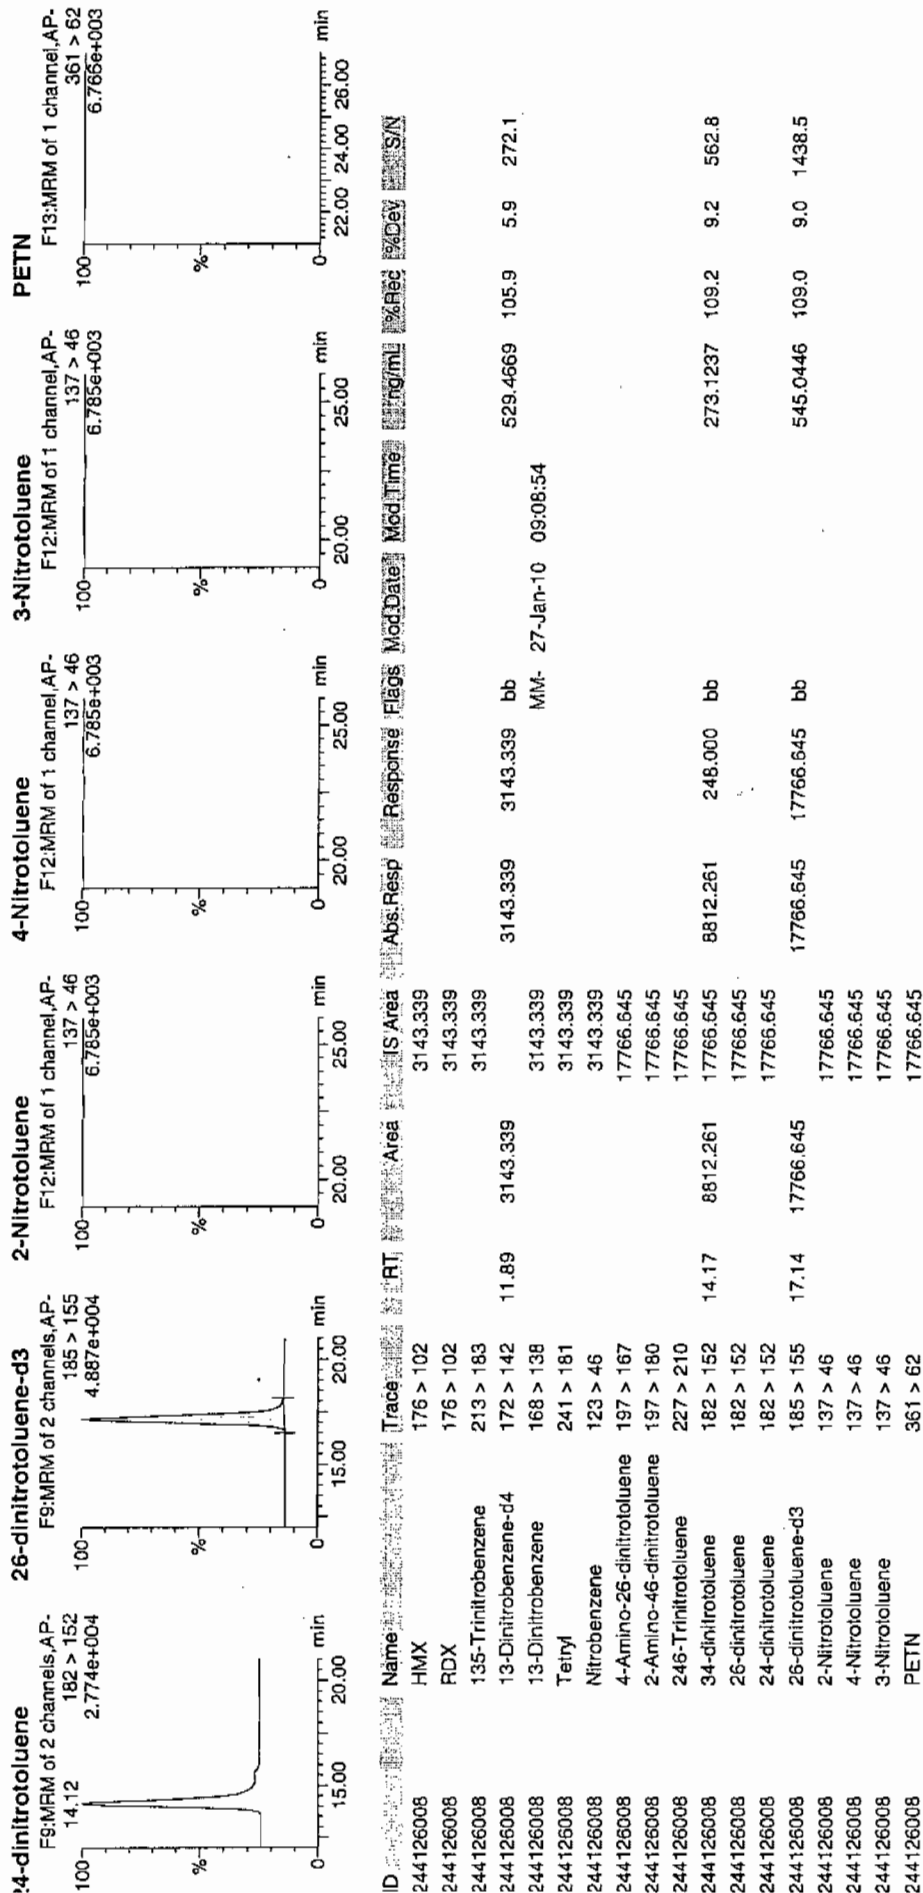 24-dinitrotoluene
F9:MRM of 2 channels,AP-
14.12 182 > 152
2.774e+004
100
%
0
15.00 20.00 min
26-dinitrotoluene-d3
F9:MRM of 2 channels,AP-
185 > 155
4.887e+004
100
%
0
15.00 20.00 min
2-Nitrotoluene
F12:MRM of 1 channel,AP-
137 > 46
6.785e+003
100
%
0
20.00 25.00 min
4-Nitrotoluene
F12:MRM of 1 channel,AP-
137 > 46
6.785e+003
100
%
0
20.00 25.00 min
3-Nitrotoluene
F12:MRM of 1 channel,AP-
137 > 46
6.785e+003
100
%
0
20.00 25.00 min
PETN
F13:MRM of 1 channel,AP-
361 > 62
6.766e+003
100
%
0
22.00 24.00 26.00 min
ID Name Trace RT Area IS Area Abs.Resp Response Flags Mod.Date Mod.Time ng/mL %Rec %Dev S/N
244126008 HMX 176 > 102 3143.339
244126008 RDX 176 > 102 3143.339
244126008 135-Trinitrobenzene 213 > 183 3143.339
244126008 13-Dinitrobenzene-d4 172 > 142 11.89 3143.339 3143.339 3143.339 bb 529.4669 105.9 5.9 272.1
244126008 13-Dinitrobenzene 168 > 138 3143.339 MM- 27-Jan-10 09:08:54
244126008 Tetryl 241 > 181 3143.339
244126008 Nitrobenzene 123 > 46 3143.339
244126008 4-Amino-26-dinitrotoluene 197 > 167 17766.645
244126008 2-Amino-46-dinitrotoluene 197 > 180 17766.645
244126008 246-Trinitrotoluene 227 > 210 17766.645
244126008 34-dinitrotoluene 182 > 152 14.17 8812.261 17766.645 8812.261 248.000 bb 273.1237 109.2 9.2 562.8
244126008 26-dinitrotoluene 182 > 152 17766.645
244126008 24-dinitrotoluene 182 > 152 17766.645
244126008 26-dinitrotoluene-d3 185 > 155 17.14 17766.645 17766.645 17766.645 bb 545.0446 109.0 9.0 1438.5
244126008 2-Nitrotoluene 137 > 46 17766.645
244126008 4-Nitrotoluene 137 > 46 17766.645
244126008 3-Nitrotoluene 137 > 46 17766.645
244126008 PETN 361 > 62 17766.645